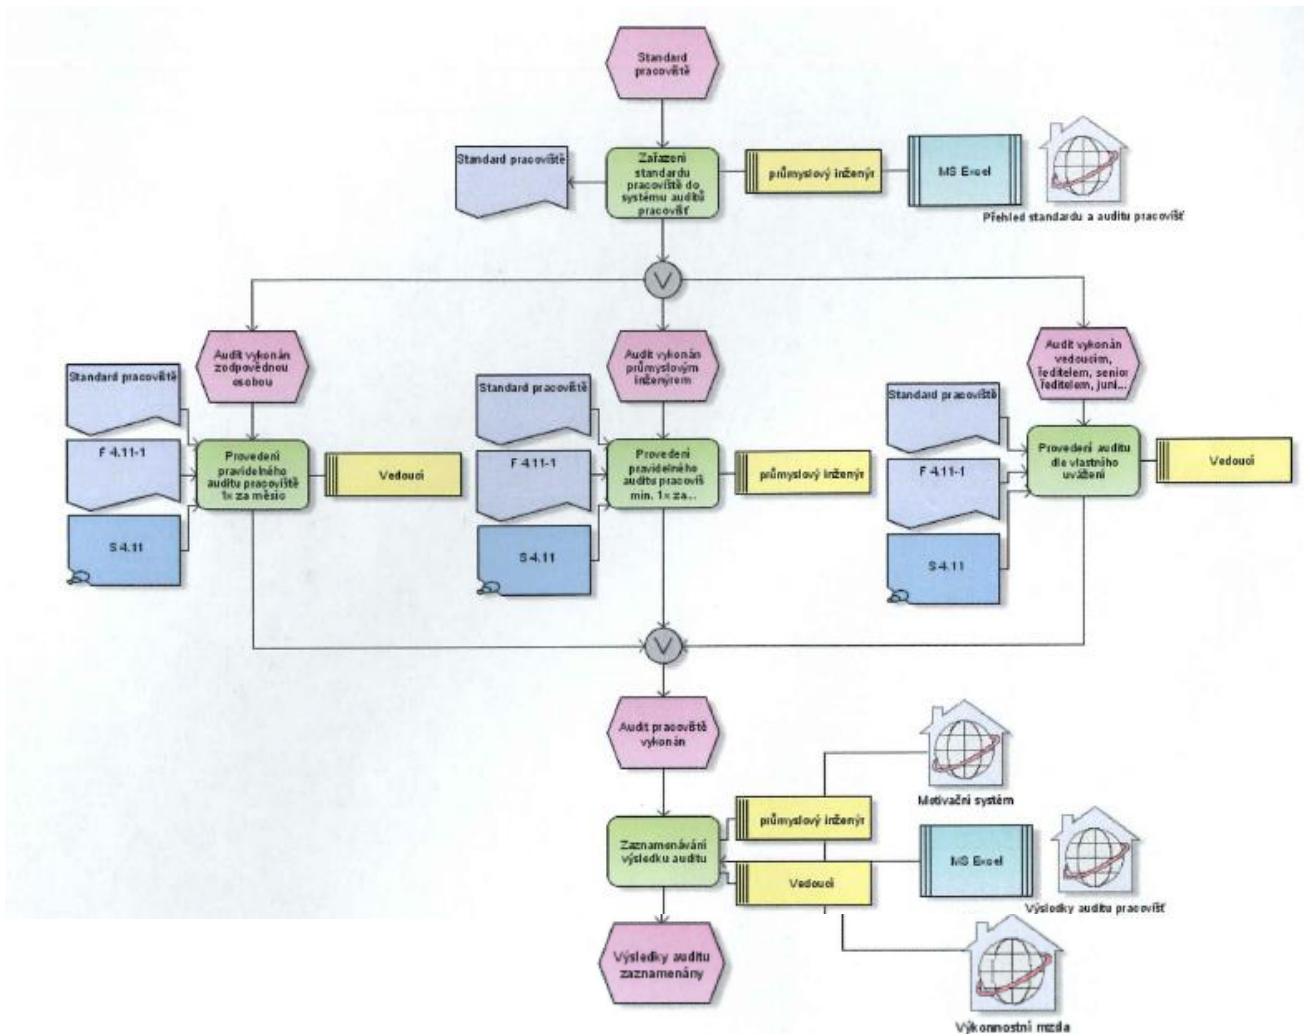 Standard
pracoviště
Standard pracoviště
Zařazení
standardu
pracoviště do
systému auditů
pracovišť
průmyslový inženýr
MS Excel
Přehled standardu a auditu pracovišť
V
Audit vykonán
zodpovědnou
osobou
Audit vykonán
průmyslovým
inženýrem
Audit vykonán
vedoucím,
ředitelem, senior
ředitelem, juni...
Standard pracoviště
F 4.11-1
S 4.11
Provedení
pravidelného
auditu pracoviště
1x za měsíc
Vedoucí
Standard pracoviště
F 4.11-1
S 4.11
Provedení
pravidelného
auditu pracoviš
min. 1x za...
průmyslový inženýr
Standard pracoviště
F 4.11-1
S 4.11
Provedení auditu
dle vlastního
uvážení
Vedoucí
V
Audit pracoviště
vykonán
Motivační systém
Zaznamenávání
výsledku auditu
průmyslový inženýr
Vedoucí
MS Excel
Výsledky auditu pracovišť
Výsledky auditu
zaznamenány
Výkonnostní mzda